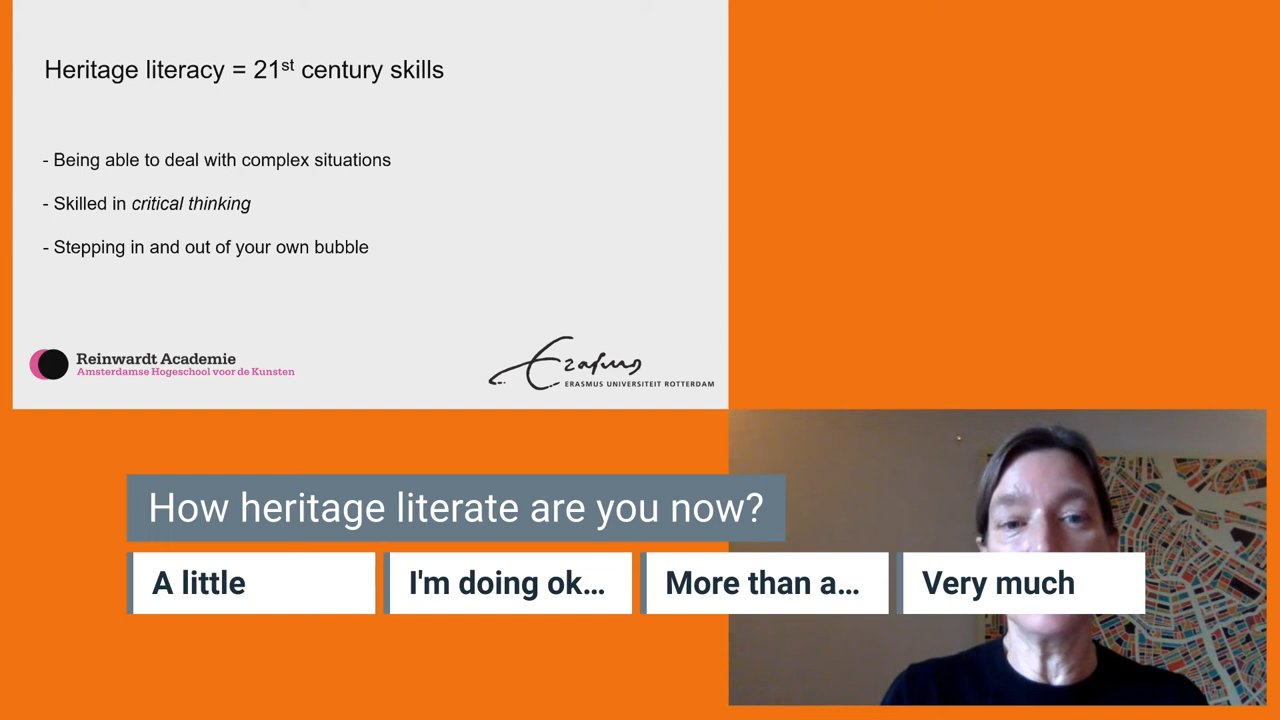 Heritage literacy = 21st century skills
- Being able to deal with complex situations
- Skilled in critical thinking
- Stepping in and out of your own bubble
Reinwardt Academie
Amsterdamse Hogeschool voor de Kunsten
Erasmus
ERASMUS UNIVERSITEIT ROTTERDAM
How heritage literate are you now?
A little
I'm doing ok...
More than a...
Very much